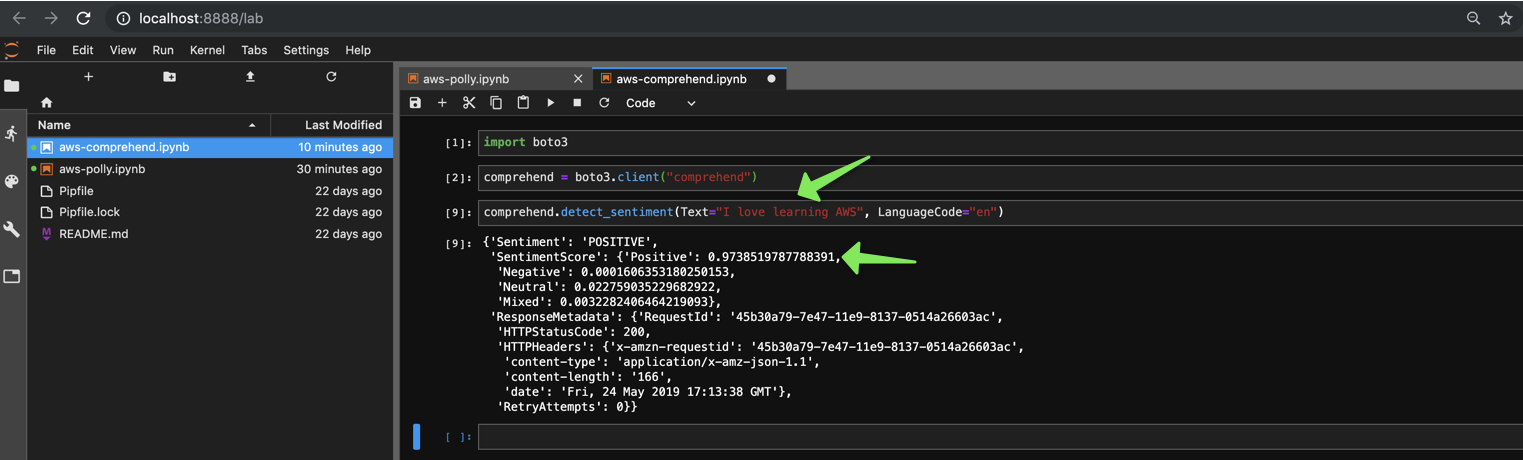 localhost:8888/lab
File Edit View Run Kernel Tabs Settings Help
aws-polly.ipynb aws-comprehend.ipynb
Code
Name Last Modified
aws-comprehend.ipynb 10 minutes ago
aws-polly.ipynb 30 minutes ago
Pipfile 22 days ago
Pipfile.lock 22 days ago
README.md 22 days ago
[1]: import boto3
[2]: comprehend = boto3.client("comprehend")
[9]: comprehend.detect_sentiment(Text="I love learning AWS", LanguageCode="en")
[9]: {'Sentiment': 'POSITIVE',
'SentimentScore': {'Positive': 0.9738519787788391,
'Negative': 0.0001606353180250153,
'Neutral': 0.022759035229682922,
'Mixed': 0.0032282406464219093},
'ResponseMetadata': {'RequestId': '45b30a79-7e47-11e9-8137-0514a26603ac',
'HTTPStatusCode': 200,
'HTTPHeaders': {'x-amzn-requestid': '45b30a79-7e47-11e9-8137-0514a26603ac',
'content-type': 'application/x-amz-json-1.1',
'content-length': '166',
'date': 'Fri, 24 May 2019 17:13:38 GMT'},
'RetryAttempts': 0}}
[ ]: